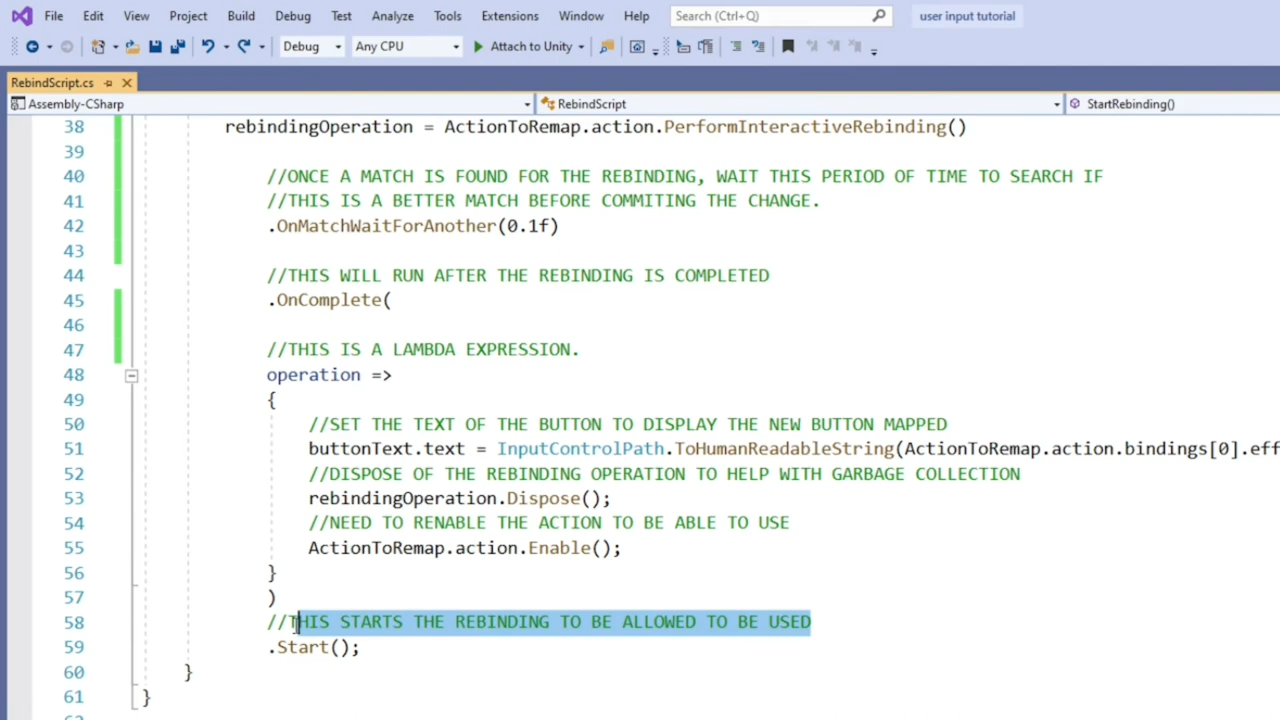 File Edit View Project Build Debug Test Analyze Tools Extensions Window Help Search (Ctrl+Q) user input tutorial
Debug Any CPU Attach to Unity
RebindScript.cs
Assembly-CSharp RebindScript StartRebinding()
38 rebindingOperation = ActionToRemap.action.PerformInteractiveRebinding()
39
40 //ONCE A MATCH IS FOUND FOR THE REBINDING, WAIT THIS PERIOD OF TIME TO SEARCH IF
41 //THIS IS A BETTER MATCH BEFORE COMMITING THE CHANGE.
42 .OnMatchWaitForAnother(0.1f)
43
44 //THIS WILL RUN AFTER THE REBINDING IS COMPLETED
45 .OnComplete(
46
47 //THIS IS A LAMBDA EXPRESSION.
48 operation =>
49 {
50 //SET THE TEXT OF THE BUTTON TO DISPLAY THE NEW BUTTON MAPPED
51 buttonText.text = InputControlPath.ToHumanReadableString(ActionToRemap.action.bindings[0].eff
52 //DISPOSE OF THE REBINDING OPERATION TO HELP WITH GARBAGE COLLECTION
53 rebindingOperation.Dispose();
54 //NEED TO RENABLE THE ACTION TO BE ABLE TO USE
55 ActionToRemap.action.Enable();
56 }
57 )
58 //THIS STARTS THE REBINDING TO BE ALLOWED TO BE USED
59 .Start();
60 }
61 }